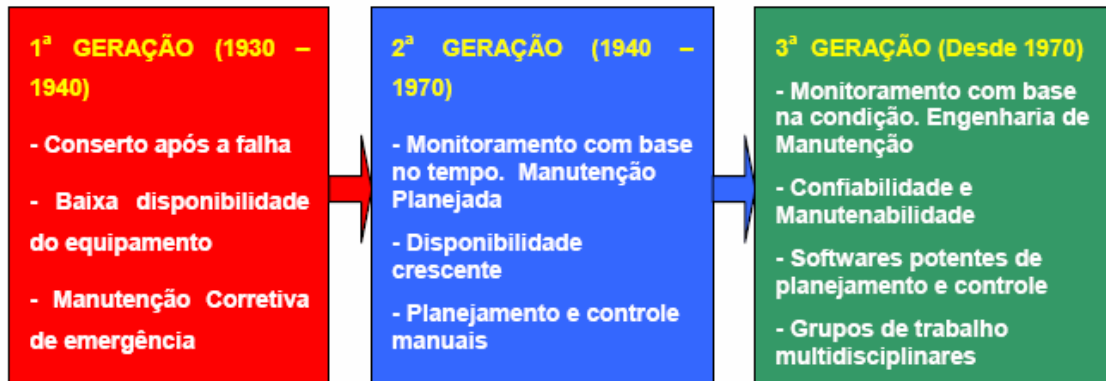 1ª GERAÇÃO (1930 –
1940)
- Conserto após a falha
- Baixa disponibilidade
do equipamento
- Manutenção Corretiva
de emergência
2ª GERAÇÃO (1940 –
1970)
- Monitoramento com base
no tempo. Manutenção
Planejada
- Disponibilidade
crescente
- Planejamento e controle
manuais
3ª GERAÇÃO (Desde 1970)
- Monitoramento com base
na condição. Engenharia de
Manutenção
- Confiabilidade e
Manutenabilidade
- Softwares potentes de
planejamento e controle
- Grupos de trabalho
multidisciplinares